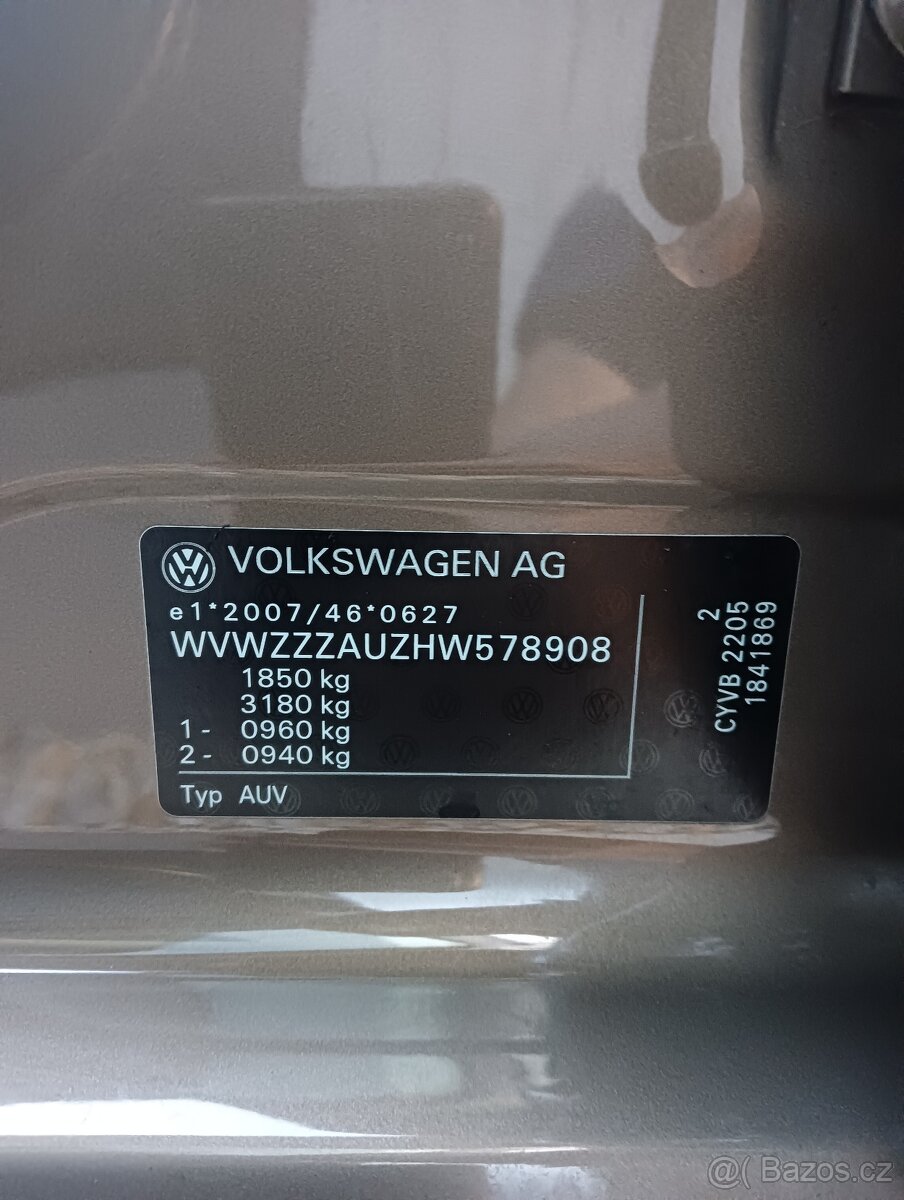 VOLKSWAGEN AG
e1*2007/46*0627
WVWZZZAUZHW578908
1850 kg
3180 kg
1- 0960 kg
2- 0940 kg
Typ AUV
2
CYVB 2205
1841869
@( Bazos.cz